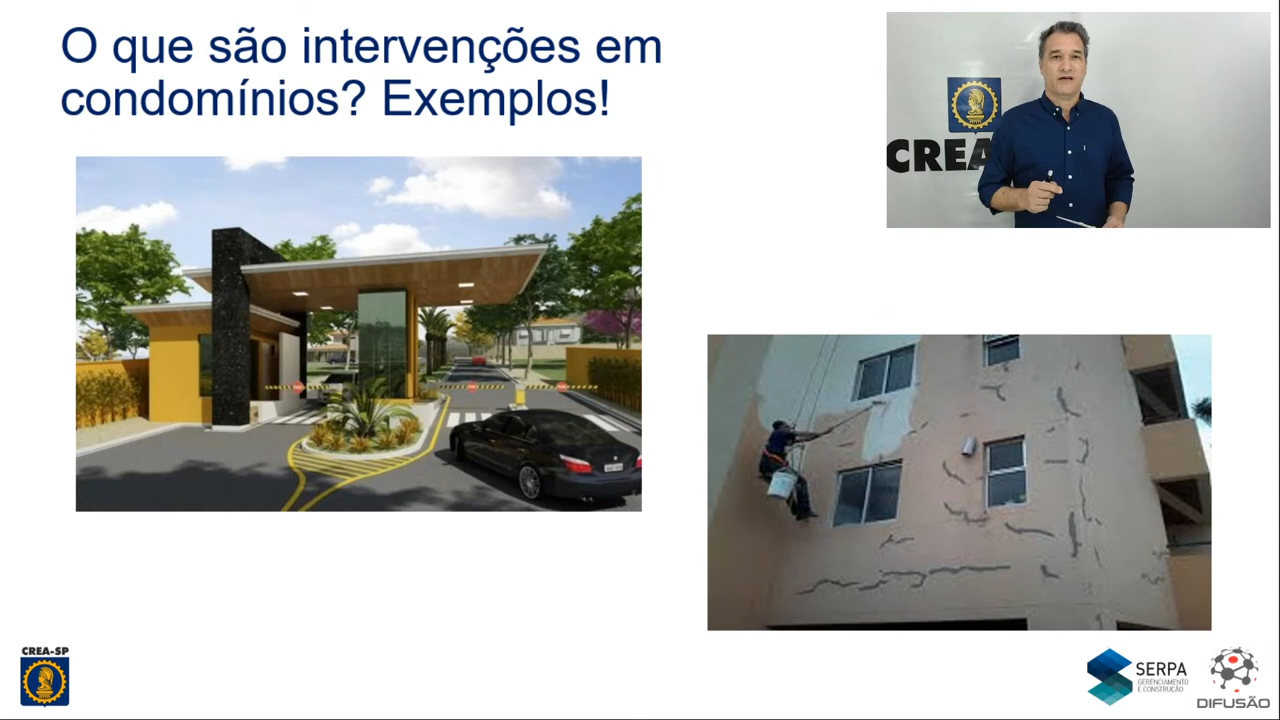 O que são intervenções em
condomínios? Exemplos!
CREA
CREA-SP
SERPA
GERENCIAMENTO
E CONSTRUÇÃO
DIFUSÃO